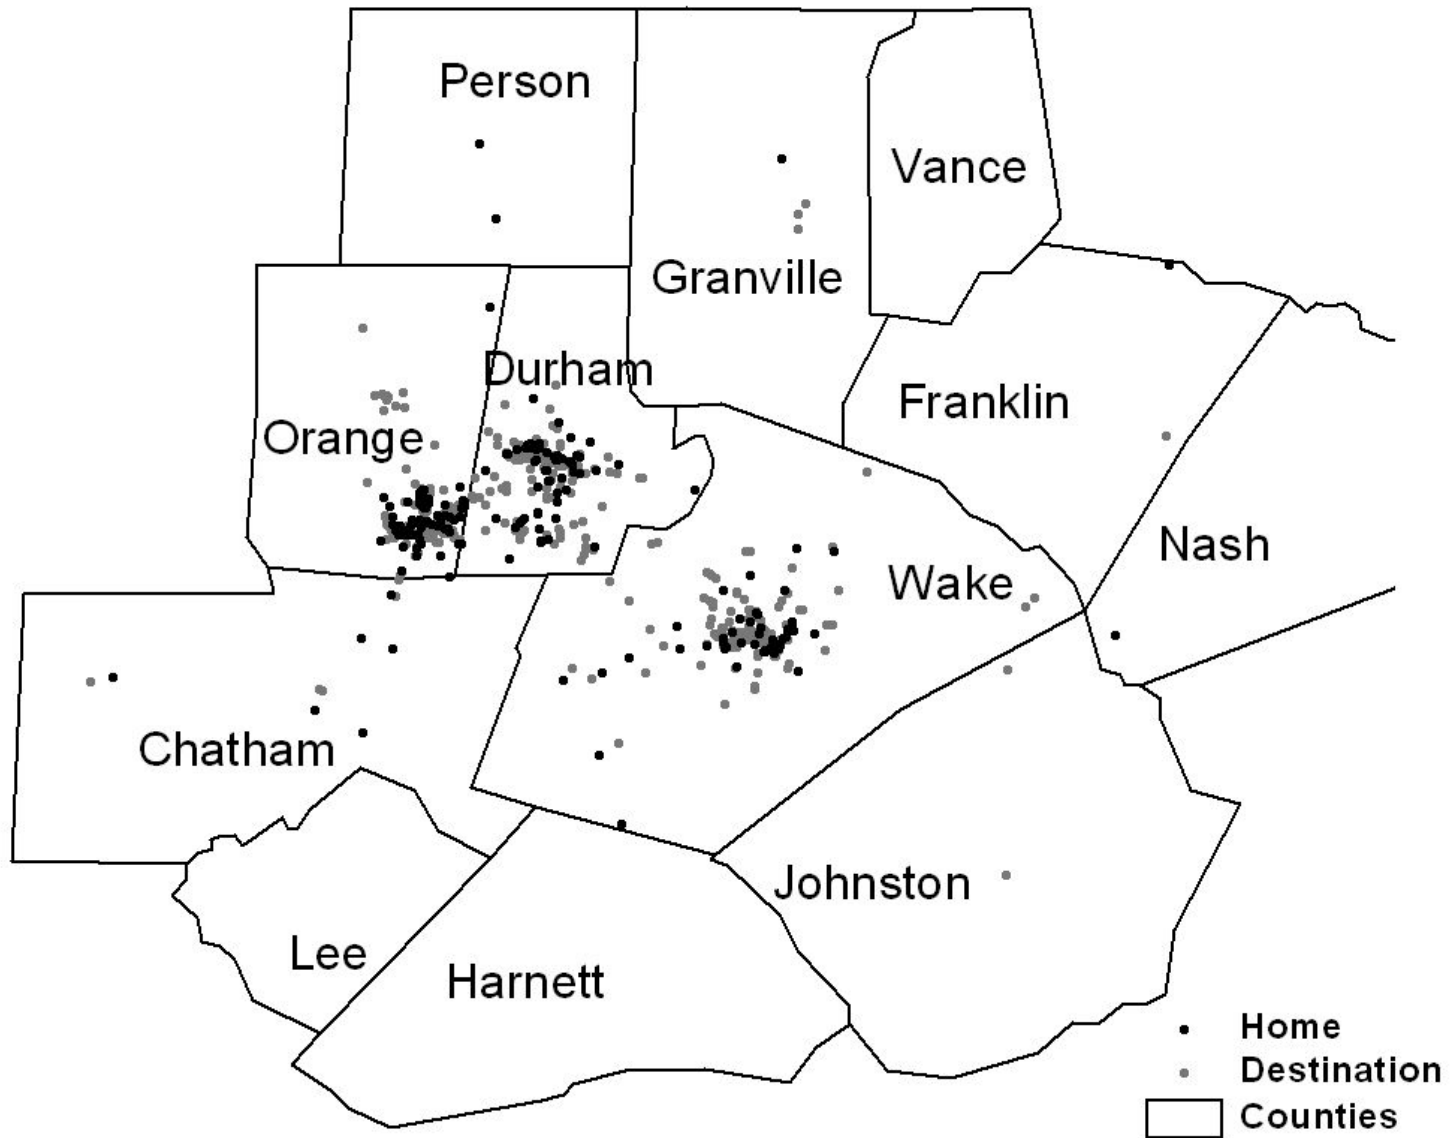 Person
Vance
Granville
Durham
Franklin
Orange
Nash
Wake
Chatham
Johnston
Lee
Harnett
Home
Destination
Counties